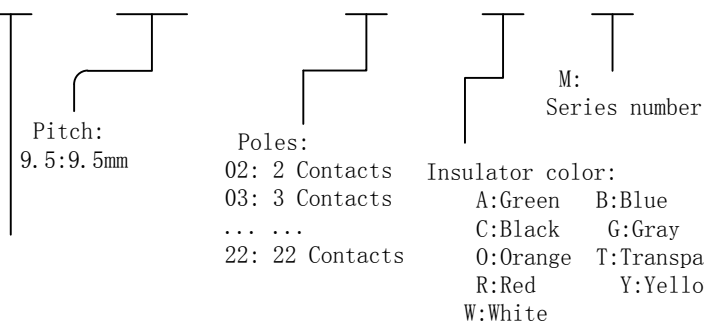 M:
Series number
Pitch:
9.5:9.5mm
Poles:
02: 2 Contacts
03: 3 Contacts
... ...
22: 22 Contacts
Insulator color:
A:Green B:Blue
C:Black G:Gray
O:Orange T:Transpa
R:Red Y:Yello
W:White